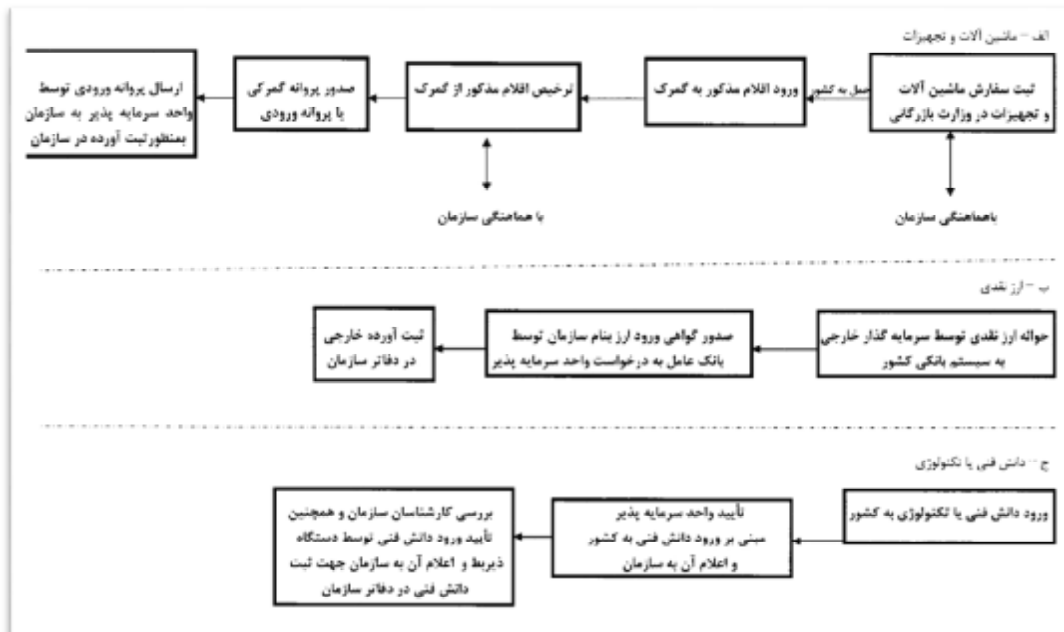 الف - ماشین آلات و تجهیزات
ثبت سفارش ماشین آلات
و تجهیزات در وزارت بازرگانی
حمل به کشور
ورود اقلام مذکور به گمرک
ترخیص اقلام مذکور از گمرک
صدور پروانه گمرکی
یا پروانه ورودی
ارسال پروانه ورودی توسط
واحد سرمایه پذیر به سازمان
بمنظورثبت آورده در سازمان
باهماهنگی سازمان
با هماهنگی سازمان
ب - ارز نقدی
حواله ارز نقدی توسط سرمایه گذار خارجی
به سیستم بانکی کشور
صدور گواهی ورود ارز بنام سازمان توسط
بانک عامل به درخواست واحد سرمایه پذیر
ثبت آورده خارجی
در دفاتر سازمان
ج - دانش فنی یا تکنولوژی
ورود دانش فنی یا تکنولوژی به کشور
تأیید واحد سرمایه پذیر
مبنی بر ورود دانش فنی به کشور
و اعلام آن به سازمان
بررسی کارشناسان سازمان و همچنین
تأیید ورود دانش فنی توسط دستگاه
ذیربط و اعلام آن به سازمان جهت ثبت
دانش فنی در دفاتر سازمان